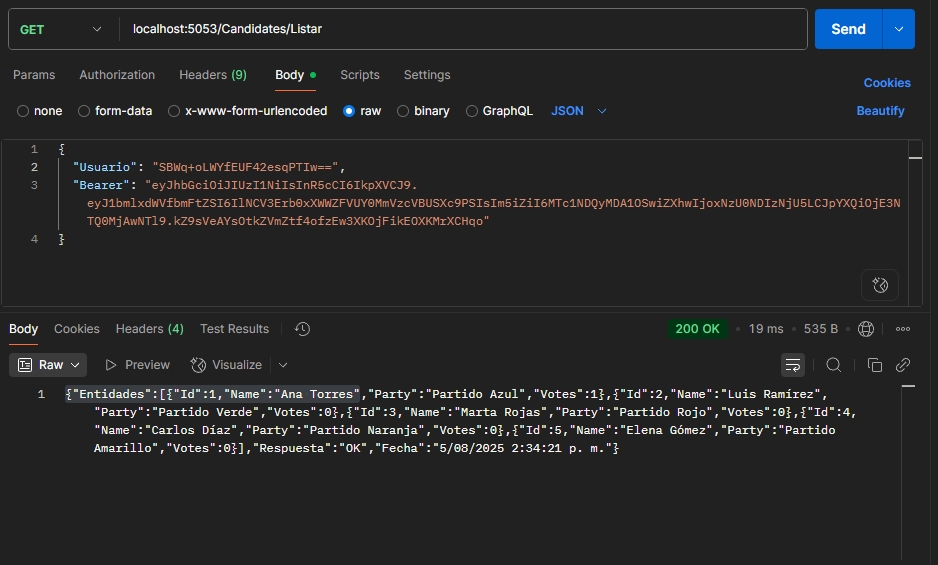 GET localhost:5053/Candidates/Listar Send
Params Authorization Headers (9) Body Scripts Settings Cookies
none form-data x-www-form-urlencoded raw binary GraphQL JSON Beautify
1 {
2 "Usuario": "SBWq+oLWYfEUF42esqPTIw==",
3 "Bearer": "eyJhbGciOiJIUzI1NiIsInR5cCI6IkpXVCJ9.
eyJ1bmlxdWVfbmFtZSI6IlNCV3Erb0xXWWZFVUY0MmVzcVBUSXc9PSIsIm5iZiI6MTc1NDQyMDA1OSwiZXhwIjoxNzU0NDIzNjU5LCJpYXQiOjE3N
TQ0MjAwNTl9.kZ9sVeAYsOtkZVmZtf4ofzEw3XKOjFikEOXKMrXCHqo"
4 }
Body Cookies Headers (4) Test Results 200 OK 19 ms 535 B
Raw Preview Visualize
1 {"Entidades":[{"Id":1,"Name":"Ana Torres","Party":"Partido Azul","Votes":1},{"Id":2,"Name":"Luis Ramírez",
"Party":"Partido Verde","Votes":0},{"Id":3,"Name":"Marta Rojas","Party":"Partido Rojo","Votes":0},{"Id":4,
"Name":"Carlos Díaz","Party":"Partido Naranja","Votes":0},{"Id":5,"Name":"Elena Gómez","Party":"Partido
Amarillo","Votes":0}],"Respuesta":"OK","Fecha":"5/08/2025 2:34:21 p. m."}